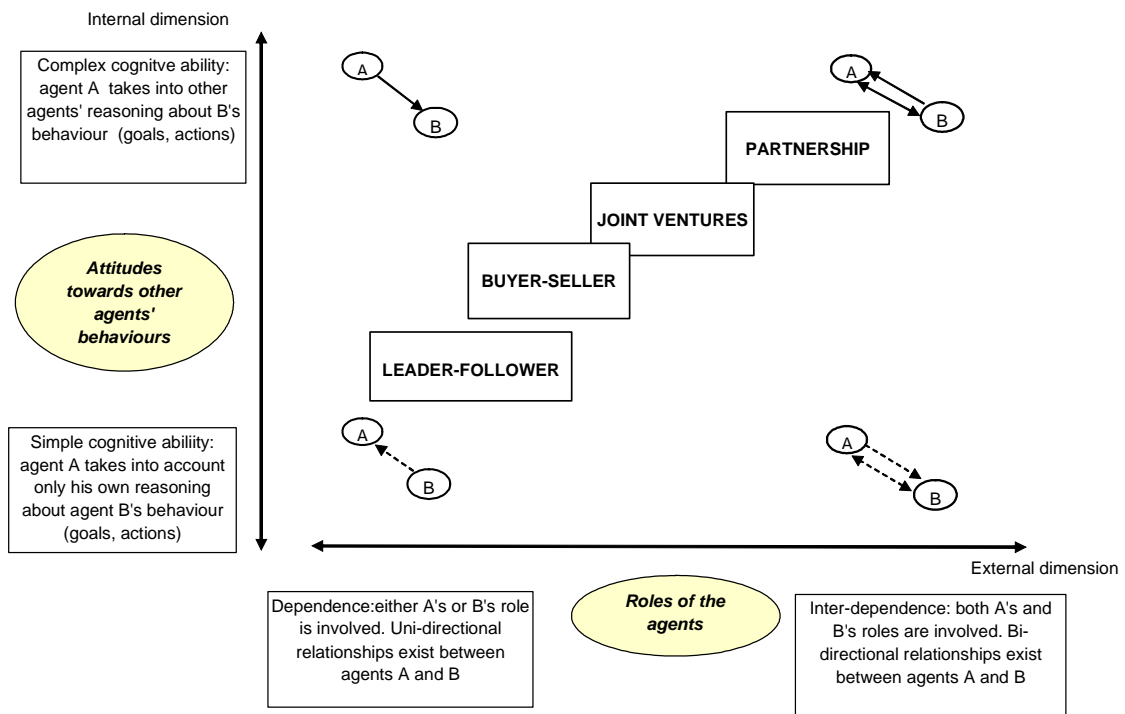 Internal dimension
Complex cognitve ability:
agent A  takes into other
agents' reasoning about B's
behaviour  (goals, actions)
A
B
A
B
PARTNERSHIP
JOINT VENTURES
Attitudes
towards other
agents'
behaviours
BUYER-SELLER
LEADER-FOLLOWER
Simple cognitive abiliity:
agent A takes into account
only his own reasoning
about agent B's behaviour
(goals, actions)
A
B
A
B
External dimension
Dependence:either A's or B's role
is involved. Uni-directional
relationships exist between
agents A and B
Roles of the
agents
Inter-dependence: both A's and
B's roles are involved. Bi-
directional relationships exist
between agents A and B